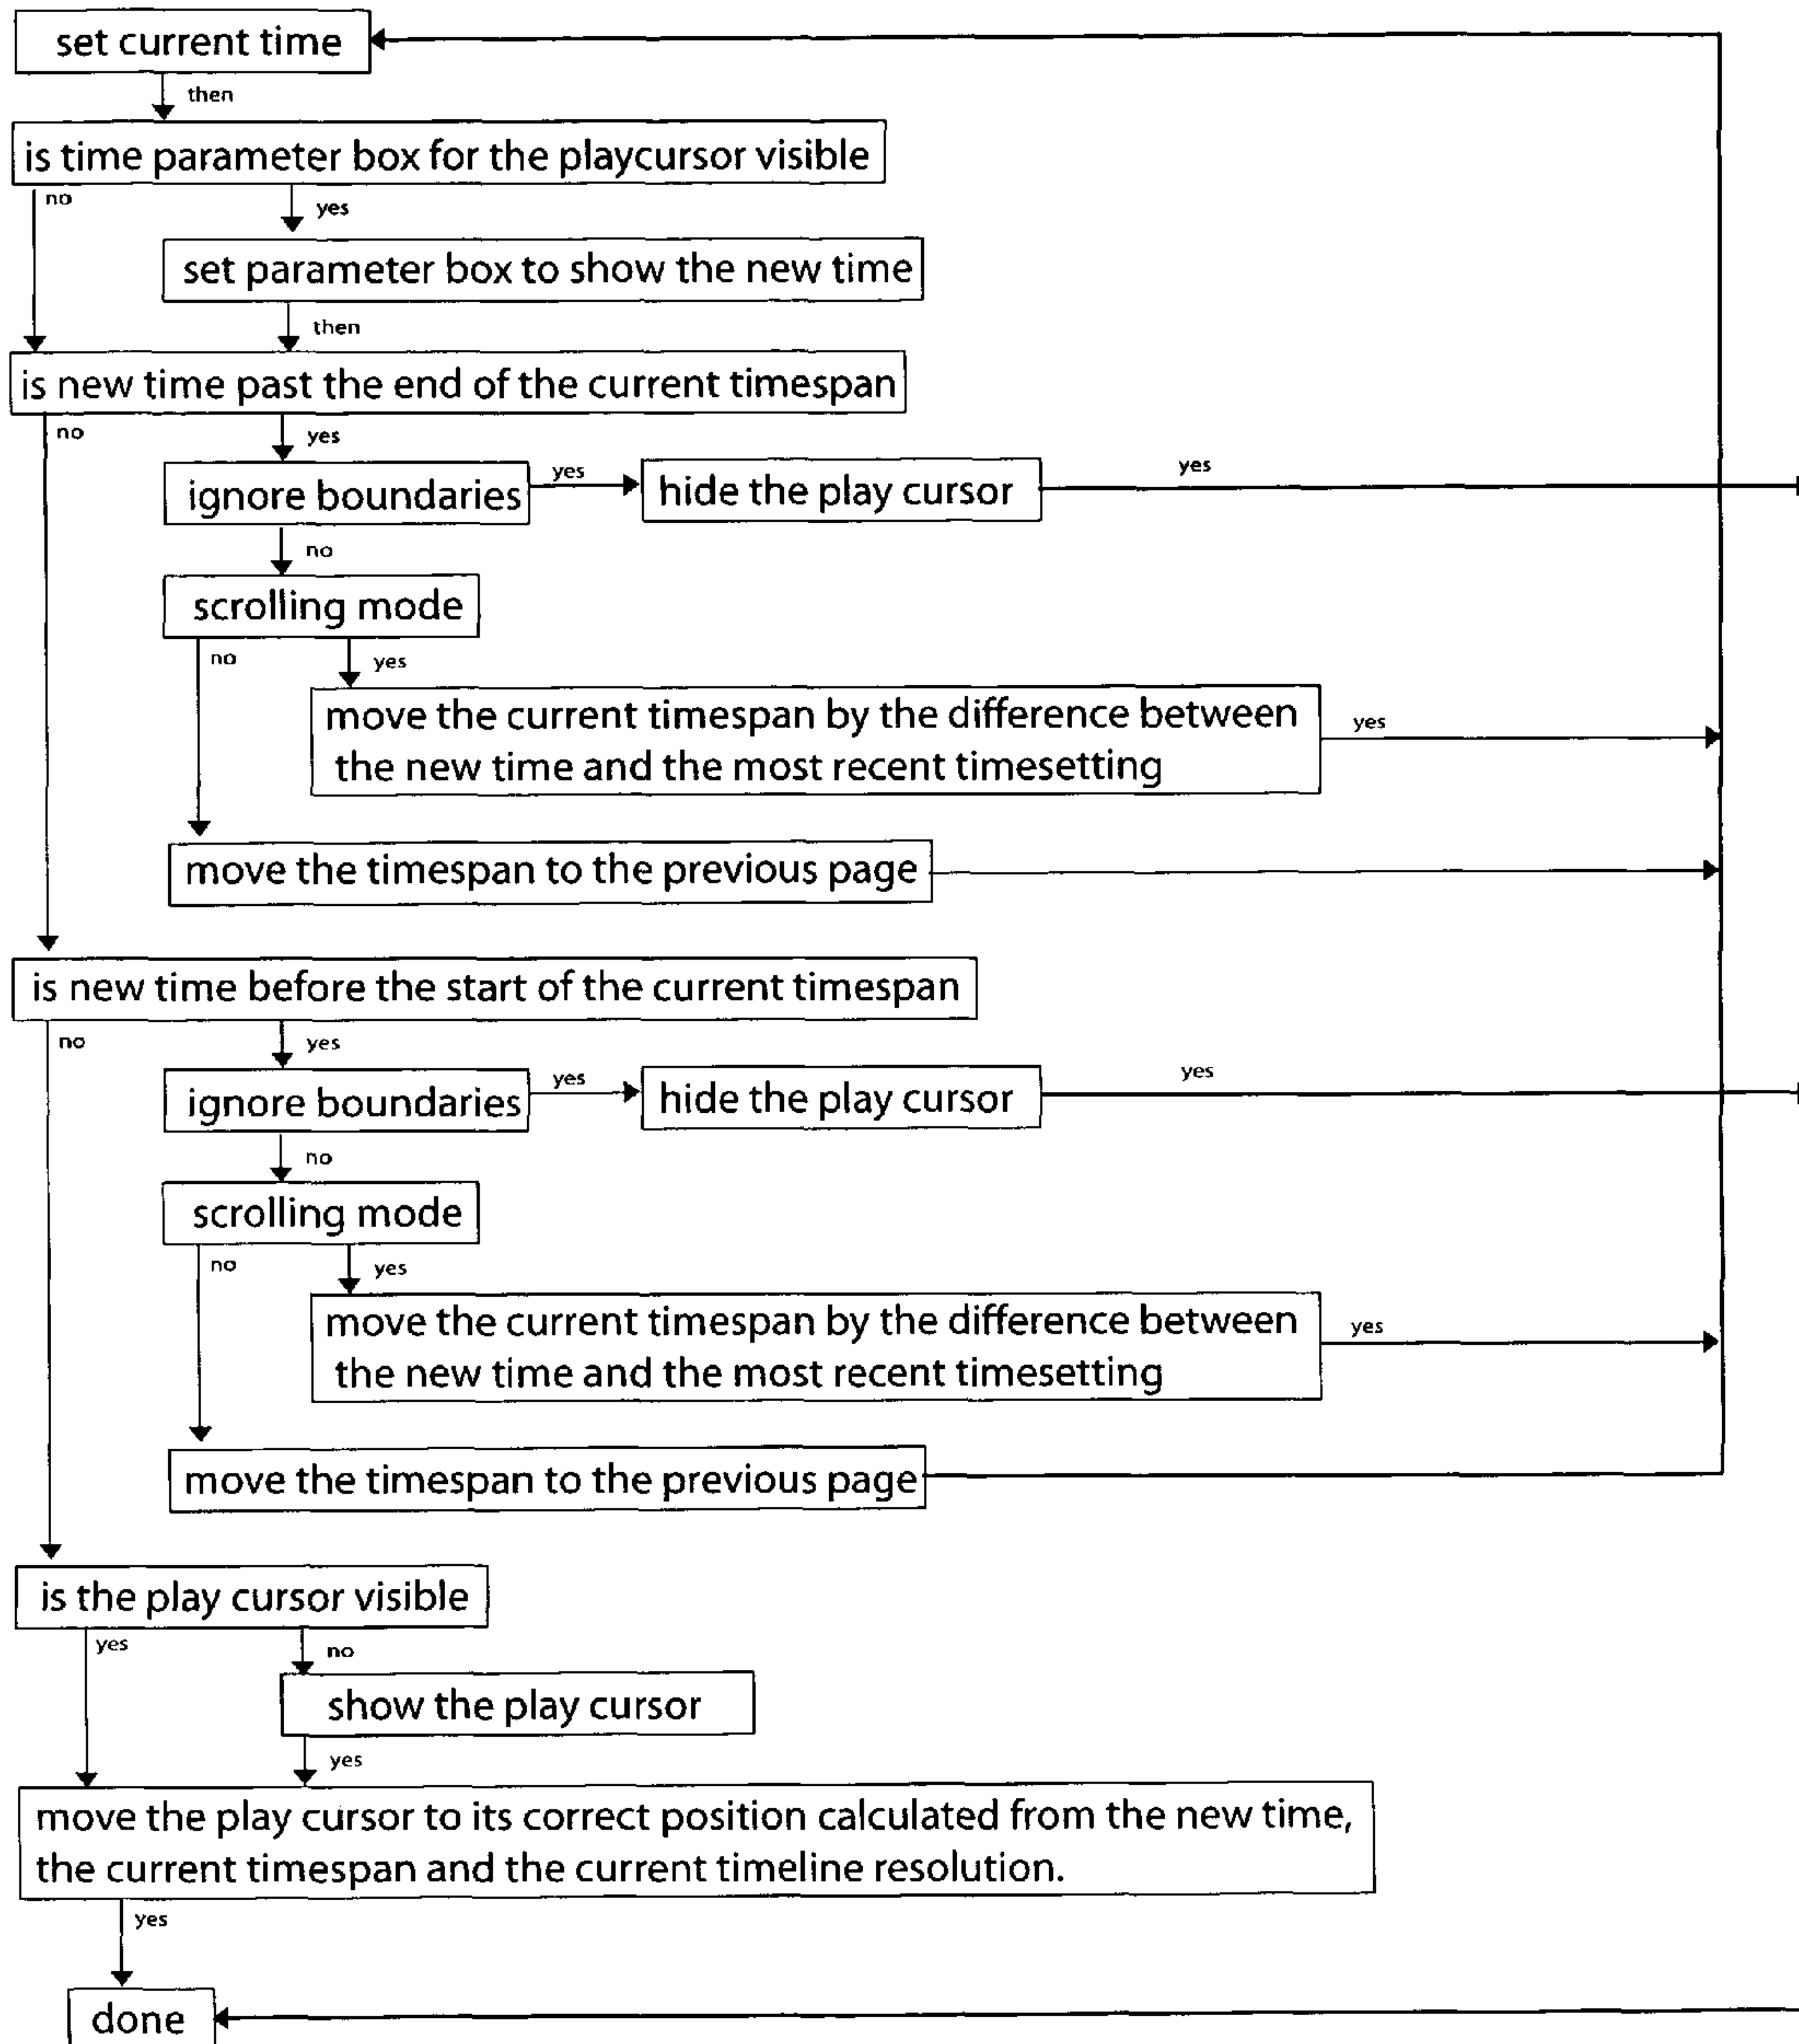 set current time
then
is time parameter box for the playcursor visible
no
yes
set parameter box to show the new time
then
is new time past the end of the current timespan
no
yes
ignore boundaries
yes
hide the play cursor
yes
no
scrolling mode
no
yes
move the current timespan by the difference between
the new time and the most recent timesetting
yes
move the timespan to the previous page
is new time before the start of the current timespan
no
yes
ignore boundaries
yes
hide the play cursor
yes
no
scrolling mode
no
yes
move the current timespan by the difference between
the new time and the most recent timesetting
yes
move the timespan to the previous page
is the play cursor visible
yes
no
show the play cursor
yes
move the play cursor to its correct position calculated from the new time,
the current timespan and the current timeline resolution.
yes
done